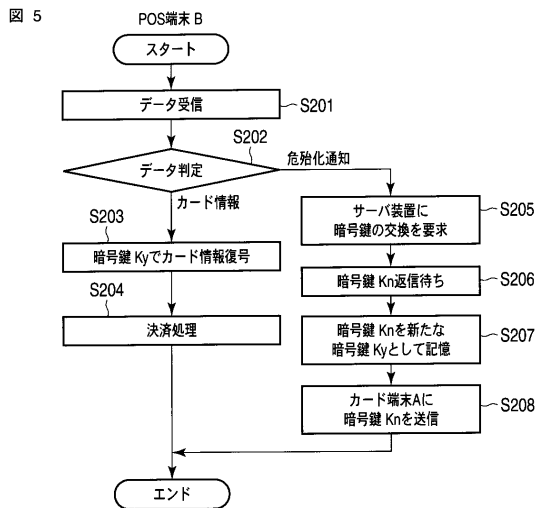 図 5
POS端末 B
スタート
データ受信
S201
S202
データ判定
危殆化通知
カード情報
S203
暗号鍵 Kyでカード情報復号
S204
決済処理
サーバ装置に
暗号鍵の交換を要求
S205
暗号鍵 Kn返信待ち
S206
暗号鍵 Knを新たな
暗号鍵 Kyとして記憶
S207
カード端末Aに
暗号鍵 Knを送信
S208
エンド